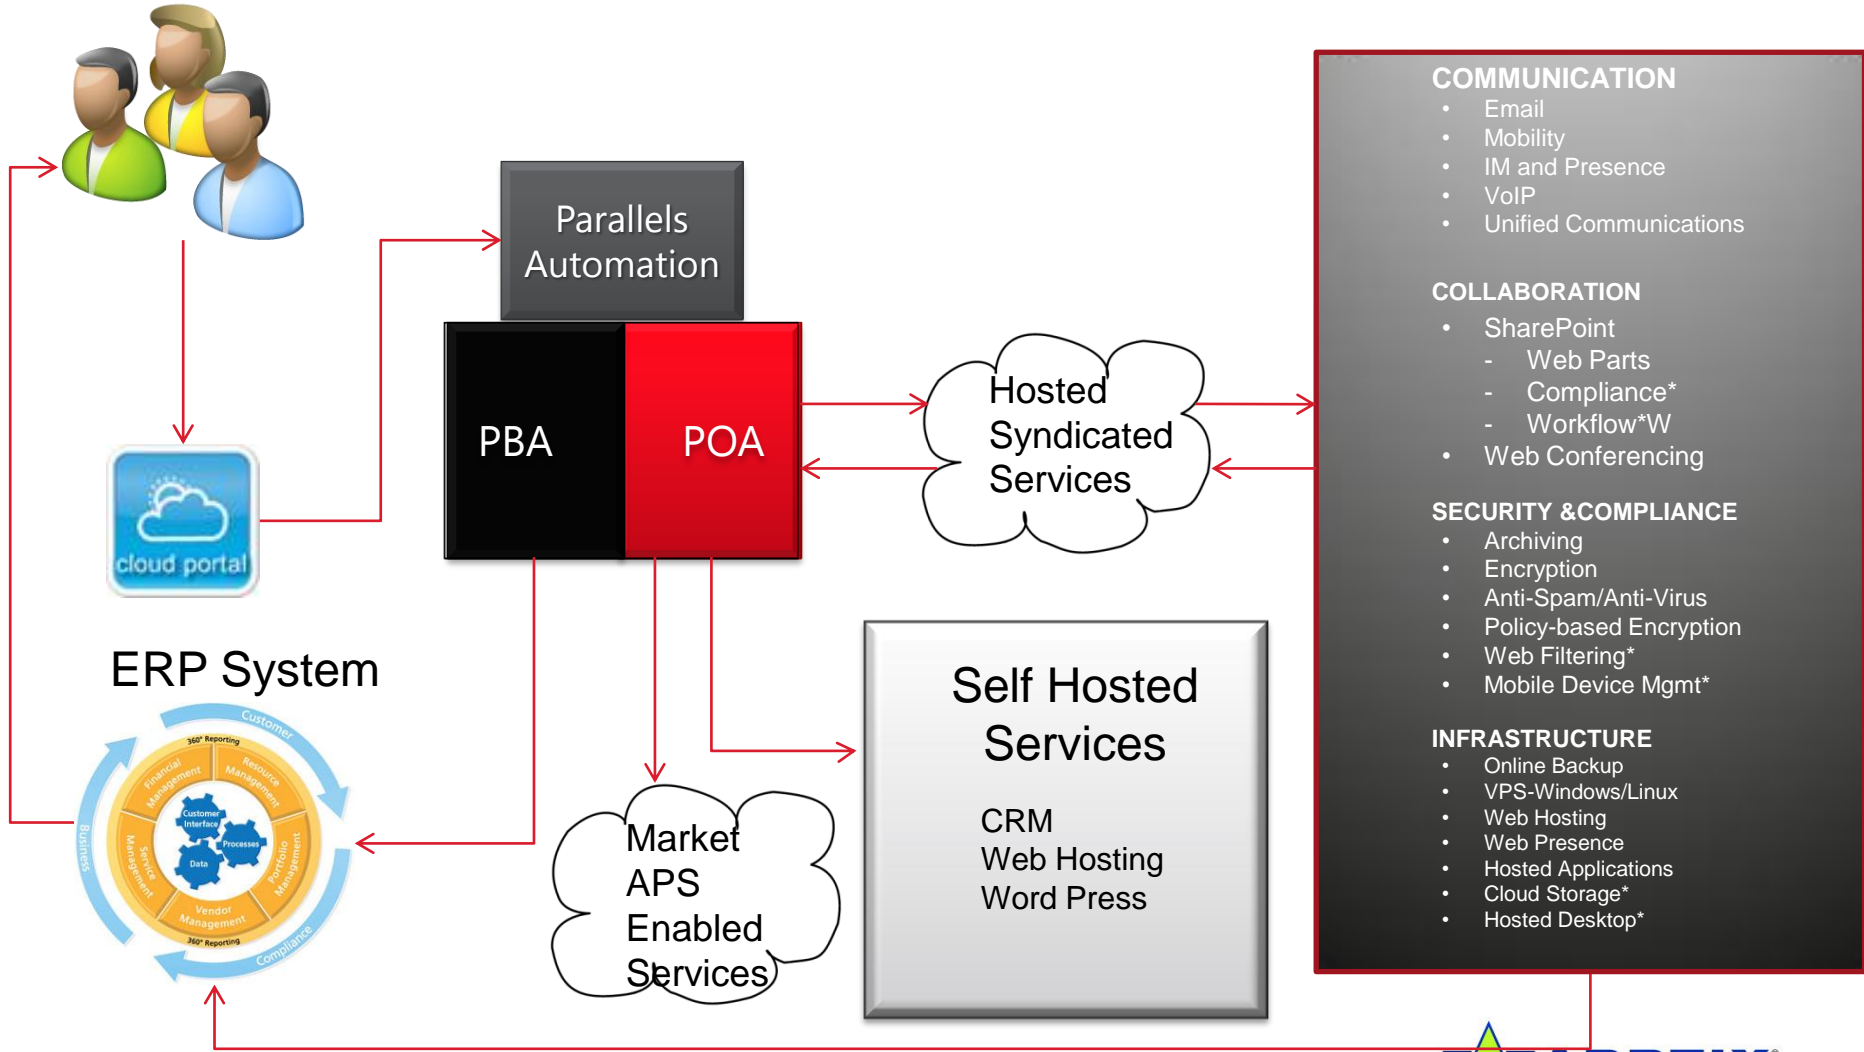 Parallels
Automation
PBA
POA
Hosted
Syndicated
Services
cloud portal
ERP System
Customer
360° Reporting
Financial
Management
Resource
Management
Customer
Interface
Processes
Data
Service
Management
Portfolio
Management
Vendor
Management
360° Reporting
Business
Compliance
Market
APS
Enabled
Services
Self Hosted
Services
CRM
Web Hosting
Word Press
COMMUNICATION
• Email
• Mobility
• IM and Presence
• VoIP
• Unified Communications
COLLABORATION
• SharePoint
- Web Parts
- Compliance*
- Workflow*W
• Web Conferencing
SECURITY &COMPLIANCE
• Archiving
• Encryption
• Anti-Spam/Anti-Virus
• Policy-based Encryption
• Web Filtering*
• Mobile Device Mgmt*
INFRASTRUCTURE
• Online Backup
• VPS-Windows/Linux
• Web Hosting
• Web Presence
• Hosted Applications
• Cloud Storage*
• Hosted Desktop*